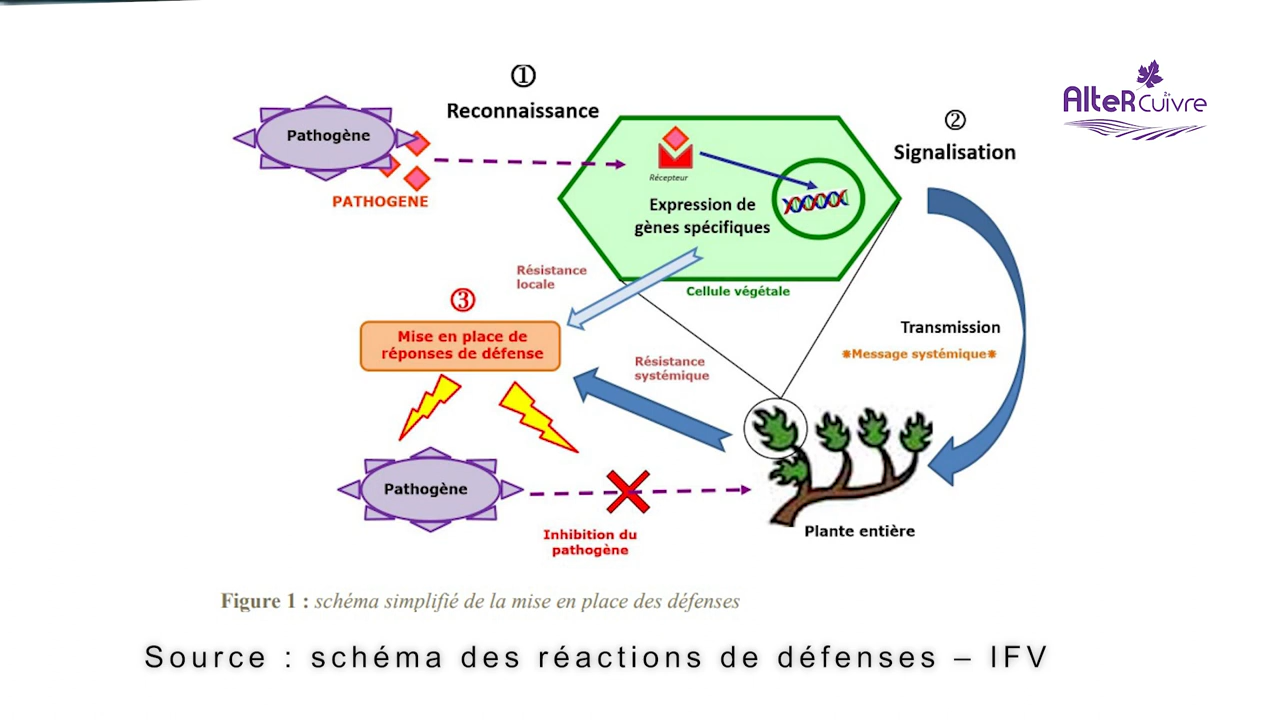 ①
Reconnaissance
Pathogène
PATHOGENE
Récepteur
Expression de
gènes spécifiques
Cellule végétale
AlteRcuivre
2+
②
Signalisation
Transmission
*Message systémique*
Résistance
locale
③
Mise en place de
réponses de défense
Résistance
systémique
Pathogène
Inhibition du
pathogène
Plante entière
Figure 1 : schéma simplifié de la mise en place des défenses
Source : schéma des réactions de défenses – IFV